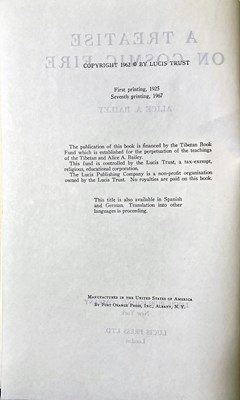 COPYRIGHT 1962 © BY LUCIS TRUST
First printing, 1925
Seventh printing, 1967
The publication of this book is financed by the Tibetan Book
Fund which is established for the perpetuation of the teachings
of the Tibetan and Alice A. Bailey.
This fund is controlled by the Lucis Trust, a tax-exempt,
religious, educational corporation.
The Lucis Publishing Company is a non-profit organisation
owned by the Lucis Trust. No royalties are paid on this book.
This title is also available in Spanish
and German. Translation into other
languages is proceeding.
MANUFACTURED IN THE UNITED STATES OF AMERICA
BY FORT ORANGE PRESS, INC., ALBANY, N. Y.